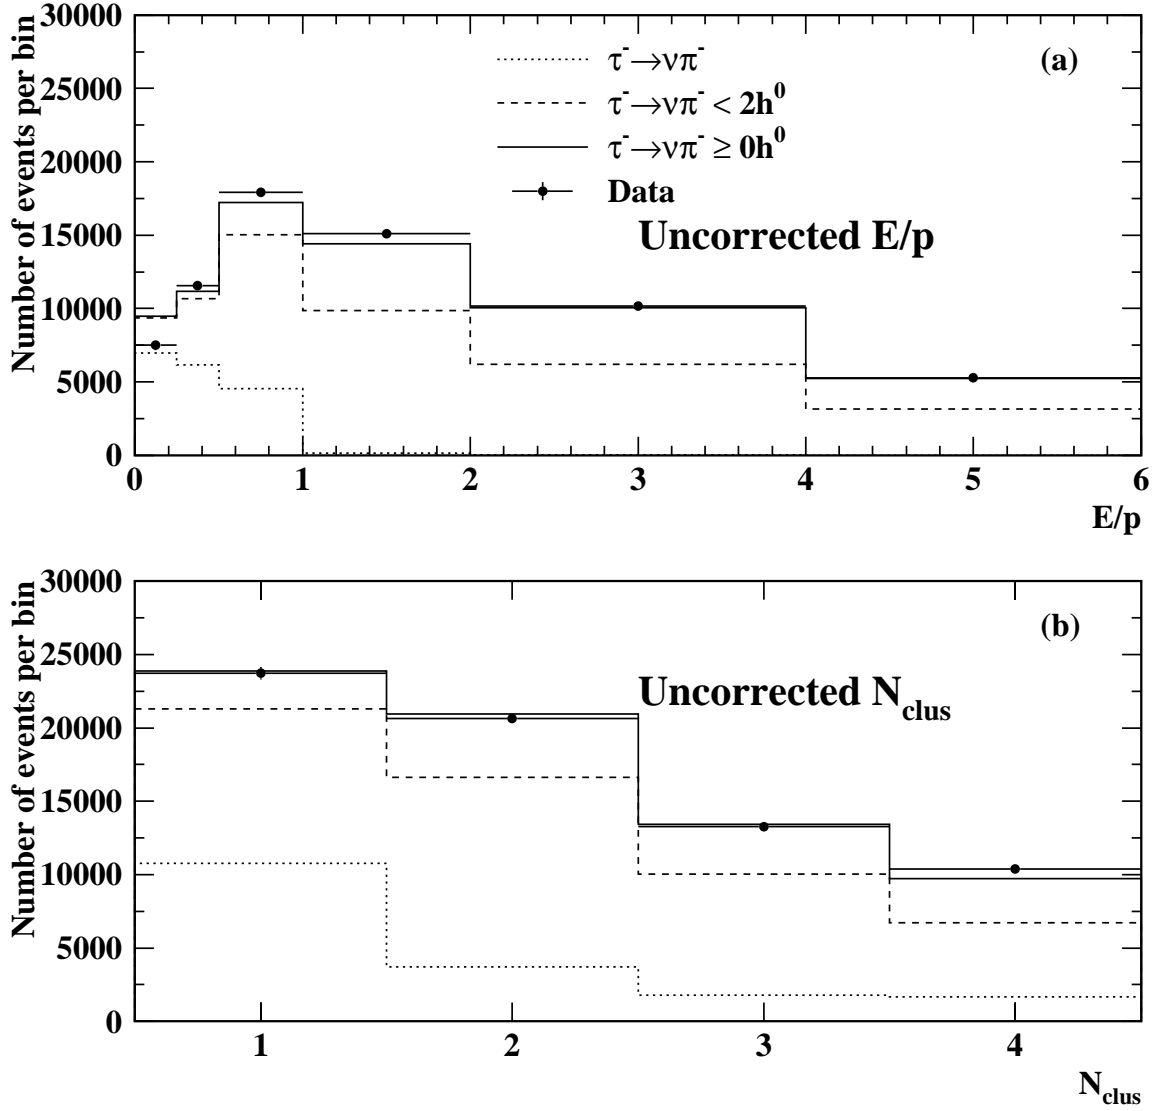 Number of events per bin
30000
25000
20000
15000
10000
5000
0
(a)
τ⁻→νπ⁻
τ⁻→νπ⁻ < 2h⁰
τ⁻→νπ⁻ ≥ 0h⁰
Data
Uncorrected E/p
0 1 2 3 4 5 6
E/p
Number of events per bin
30000
25000
20000
15000
10000
5000
0
(b)
Uncorrected N_clus
1 2 3 4
N_clus